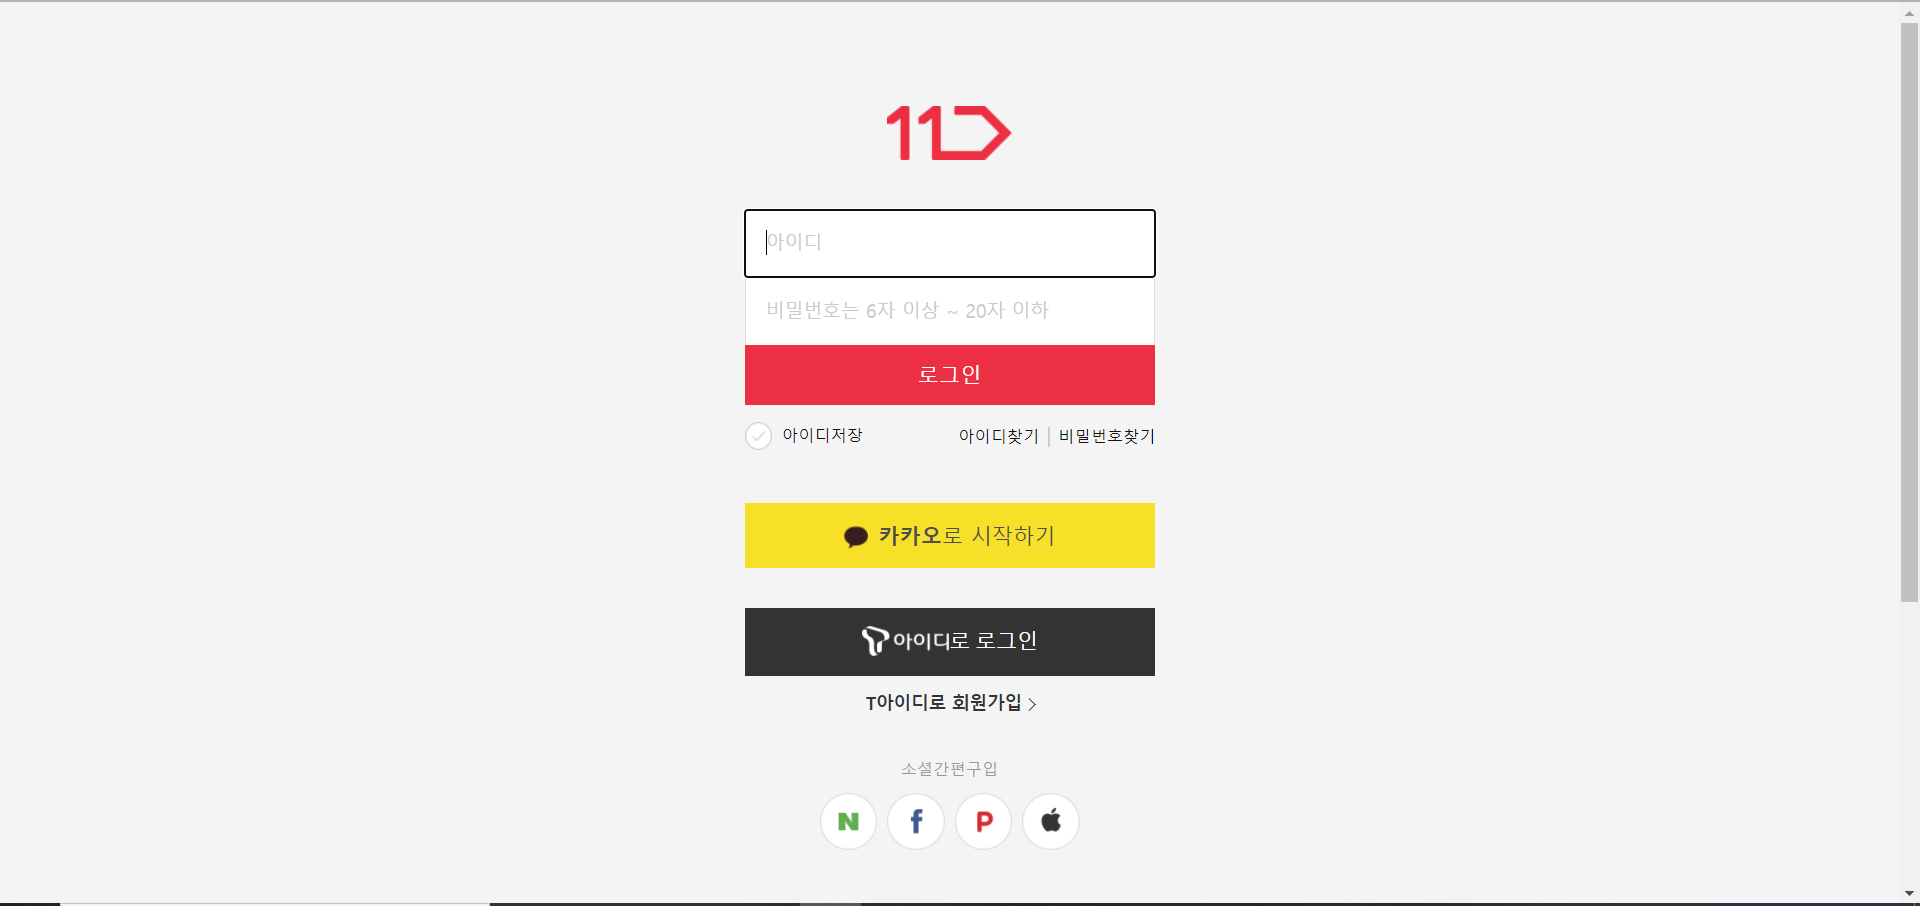 11
아이디
비밀번호는 6자 이상 ~ 20자 이하
로그인
아이디저장 아이디찾기 | 비밀번호찾기
카카오로 시작하기
T아이디로 로그인
T아이디로 회원가입 >
소셜간편구입
N f P